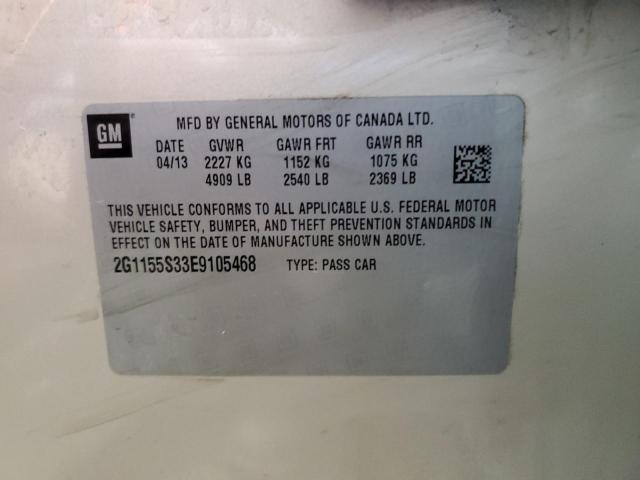 GM
MFD BY GENERAL MOTORS OF CANADA LTD.
DATE GVWR GAWR FRT GAWR RR
04/13 2227 KG 1152 KG 1075 KG
4909 LB 2540 LB 2369 LB
THIS VEHICLE CONFORMS TO ALL APPLICABLE U.S. FEDERAL MOTOR
VEHICLE SAFETY, BUMPER, AND THEFT PREVENTION STANDARDS IN
EFFECT ON THE DATE OF MANUFACTURE SHOWN ABOVE.
2G1155S33E9105468 TYPE: PASS CAR